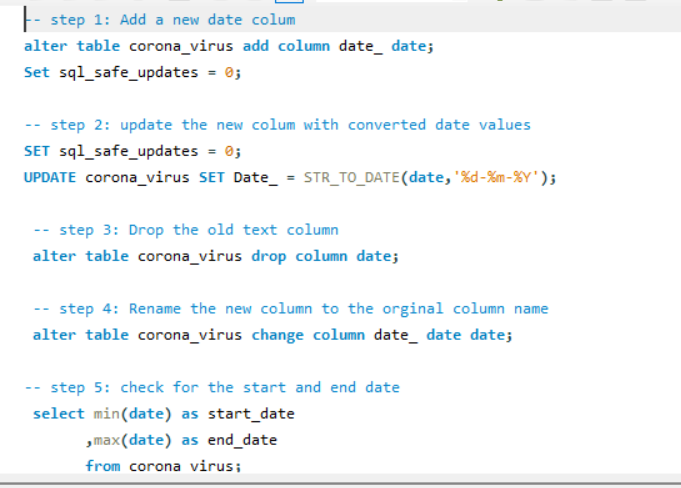 -- step 1: Add a new date colum
alter table corona_virus add column date_ date;
Set sql_safe_updates = 0;
-- step 2: update the new colum with converted date values
SET sql_safe_updates = 0;
UPDATE corona_virus SET Date_ = STR_TO_DATE(date,'%d-%m-%Y');
-- step 3: Drop the old text column
alter table corona_virus drop column date;
-- step 4: Rename the new column to the orginal column name
alter table corona_virus change column date_ date date;
-- step 5: check for the start and end date
select min(date) as start_date
,max(date) as end_date
from corona_virus;